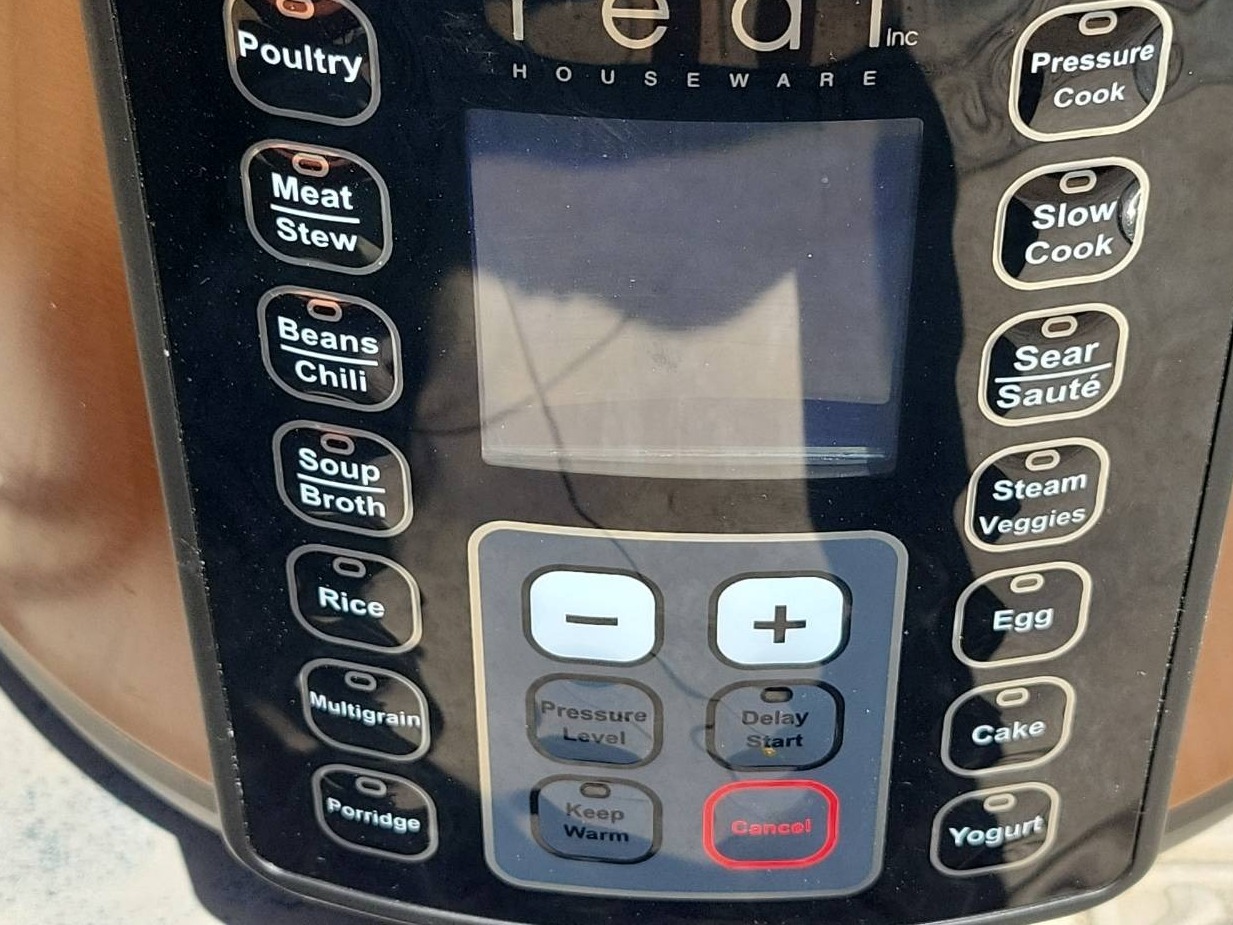 real Inc
HOUSEWARE
Poultry
Meat
Stew
Beans
Chili
Soup
Broth
Rice
Multigrain
Porridge
−
+
Pressure
Level
Delay
Start
Keep
Warm
Cancel
Pressure
Cook
Slow
Cook
Sear
Sauté
Steam
Veggies
Egg
Cake
Yogurt